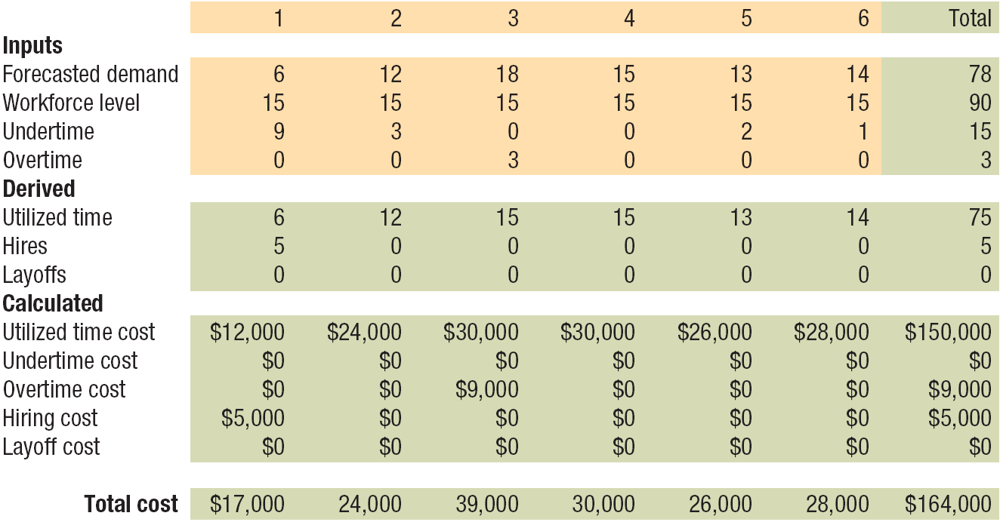 1 2 3 4 5 6 Total
Inputs
Forecasted demand 6 12 18 15 13 14 78
Workforce level 15 15 15 15 15 15 90
Undertime 9 3 0 0 2 1 15
Overtime 0 0 3 0 0 0 3
Derived
Utilized time 6 12 15 15 13 14 75
Hires 5 0 0 0 0 0 5
Layoffs 0 0 0 0 0 0 0
Calculated
Utilized time cost $12,000 $24,000 $30,000 $30,000 $26,000 $28,000 $150,000
Undertime cost $0 $0 $0 $0 $0 $0 $0
Overtime cost $0 $0 $9,000 $0 $0 $0 $9,000
Hiring cost $5,000 $0 $0 $0 $0 $0 $5,000
Layoff cost $0 $0 $0 $0 $0 $0 $0
Total cost $17,000 24,000 39,000 30,000 26,000 28,000 $164,000